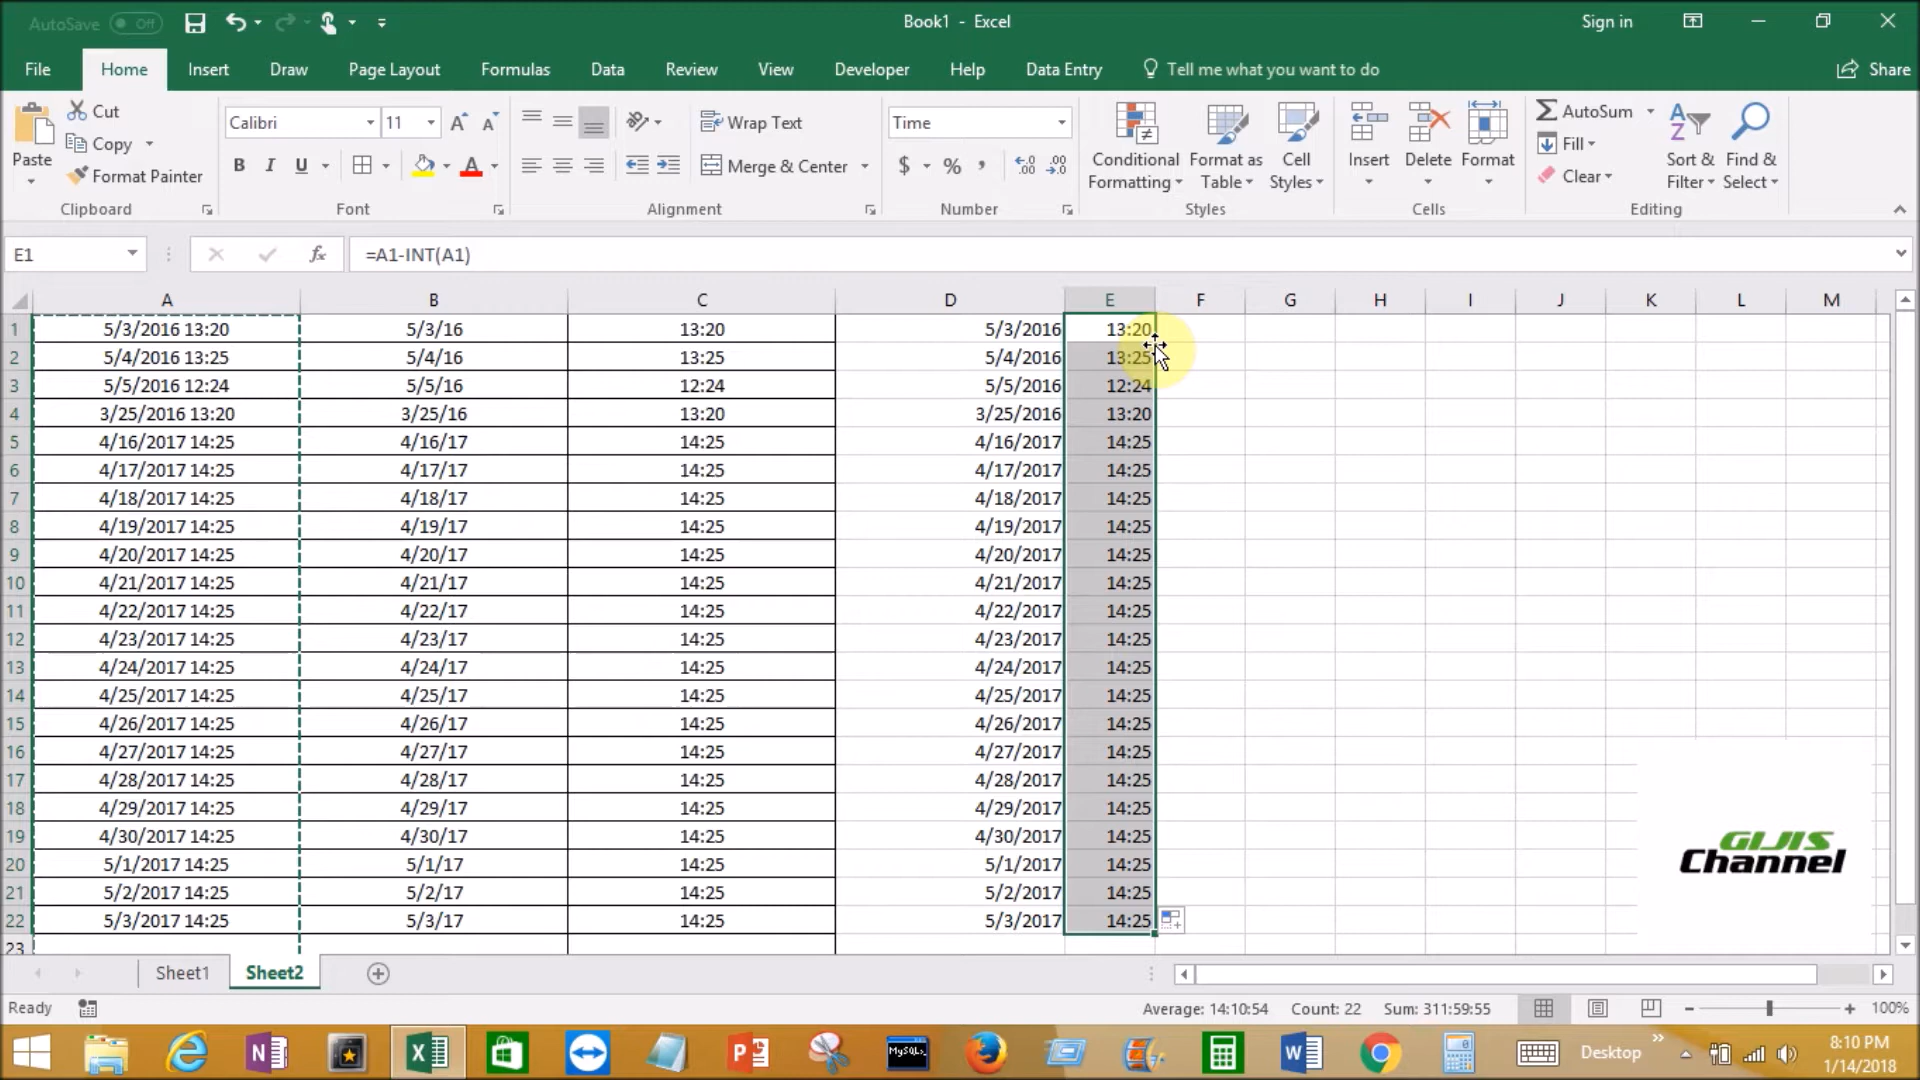 AutoSave Off Book1 - Excel Sign in
File Home Insert Draw Page Layout Formulas Data Review View Developer Help Data Entry Tell me what you want to do Share
Cut Calibri 11 Wrap Text Time AutoSum
Copy Fill
Paste Format Painter B I U Merge & Center $ % , Conditional Formatting Format as Table Cell Styles Insert Delete Format Clear Sort & Filter Find & Select
Clipboard Font Alignment Number Styles Cells Editing
E1 fx =A1-INT(A1)
A B C D E F G H I J K L M
1 5/3/2016 13:20 5/3/16 13:20 5/3/2016 13:20
2 5/4/2016 13:25 5/4/16 13:25 5/4/2016 13:25
3 5/5/2016 12:24 5/5/16 12:24 5/5/2016 12:24
4 3/25/2016 13:20 3/25/16 13:20 3/25/2016 13:20
5 4/16/2017 14:25 4/16/17 14:25 4/16/2017 14:25
6 4/17/2017 14:25 4/17/17 14:25 4/17/2017 14:25
7 4/18/2017 14:25 4/18/17 14:25 4/18/2017 14:25
8 4/19/2017 14:25 4/19/17 14:25 4/19/2017 14:25
9 4/20/2017 14:25 4/20/17 14:25 4/20/2017 14:25
10 4/21/2017 14:25 4/21/17 14:25 4/21/2017 14:25
11 4/22/2017 14:25 4/22/17 14:25 4/22/2017 14:25
12 4/23/2017 14:25 4/23/17 14:25 4/23/2017 14:25
13 4/24/2017 14:25 4/24/17 14:25 4/24/2017 14:25
14 4/25/2017 14:25 4/25/17 14:25 4/25/2017 14:25
15 4/26/2017 14:25 4/26/17 14:25 4/26/2017 14:25
16 4/27/2017 14:25 4/27/17 14:25 4/27/2017 14:25
17 4/28/2017 14:25 4/28/17 14:25 4/28/2017 14:25
18 4/29/2017 14:25 4/29/17 14:25 4/29/2017 14:25
19 4/30/2017 14:25 4/30/17 14:25 4/30/2017 14:25
20 5/1/2017 14:25 5/1/17 14:25 5/1/2017 14:25
21 5/2/2017 14:25 5/2/17 14:25 5/2/2017 14:25
22 5/3/2017 14:25 5/3/17 14:25 5/3/2017 14:25
23
GIJIS
Channel
Sheet1 Sheet2
Ready Average: 14:10:54 Count: 22 Sum: 311:59:55 100%
MySQL Desktop 8:10 PM
1/14/2018